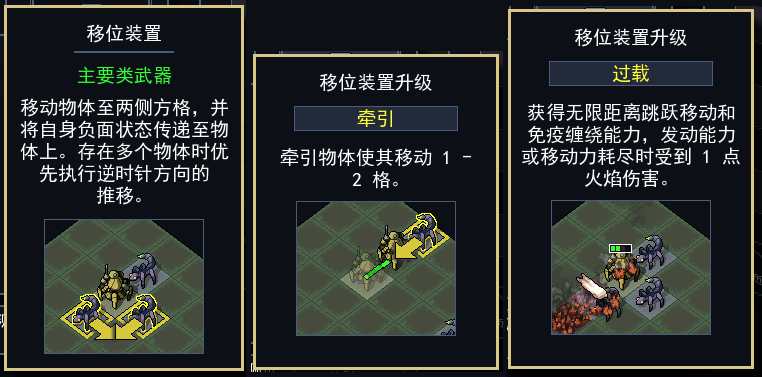 移位装置
主要类武器
移动物体至两侧方格，并
将自身负面状态传递至物
体上。存在多个物体时优
先执行逆时针方向的
推移。
移位装置升级
牵引
牵引物体使其移动 1 -
2 格。
移位装置升级
过载
获得无限距离跳跃移动和
免疫缠绕能力，发动能力
或移动力耗尽时受到 1 点
火焰伤害。